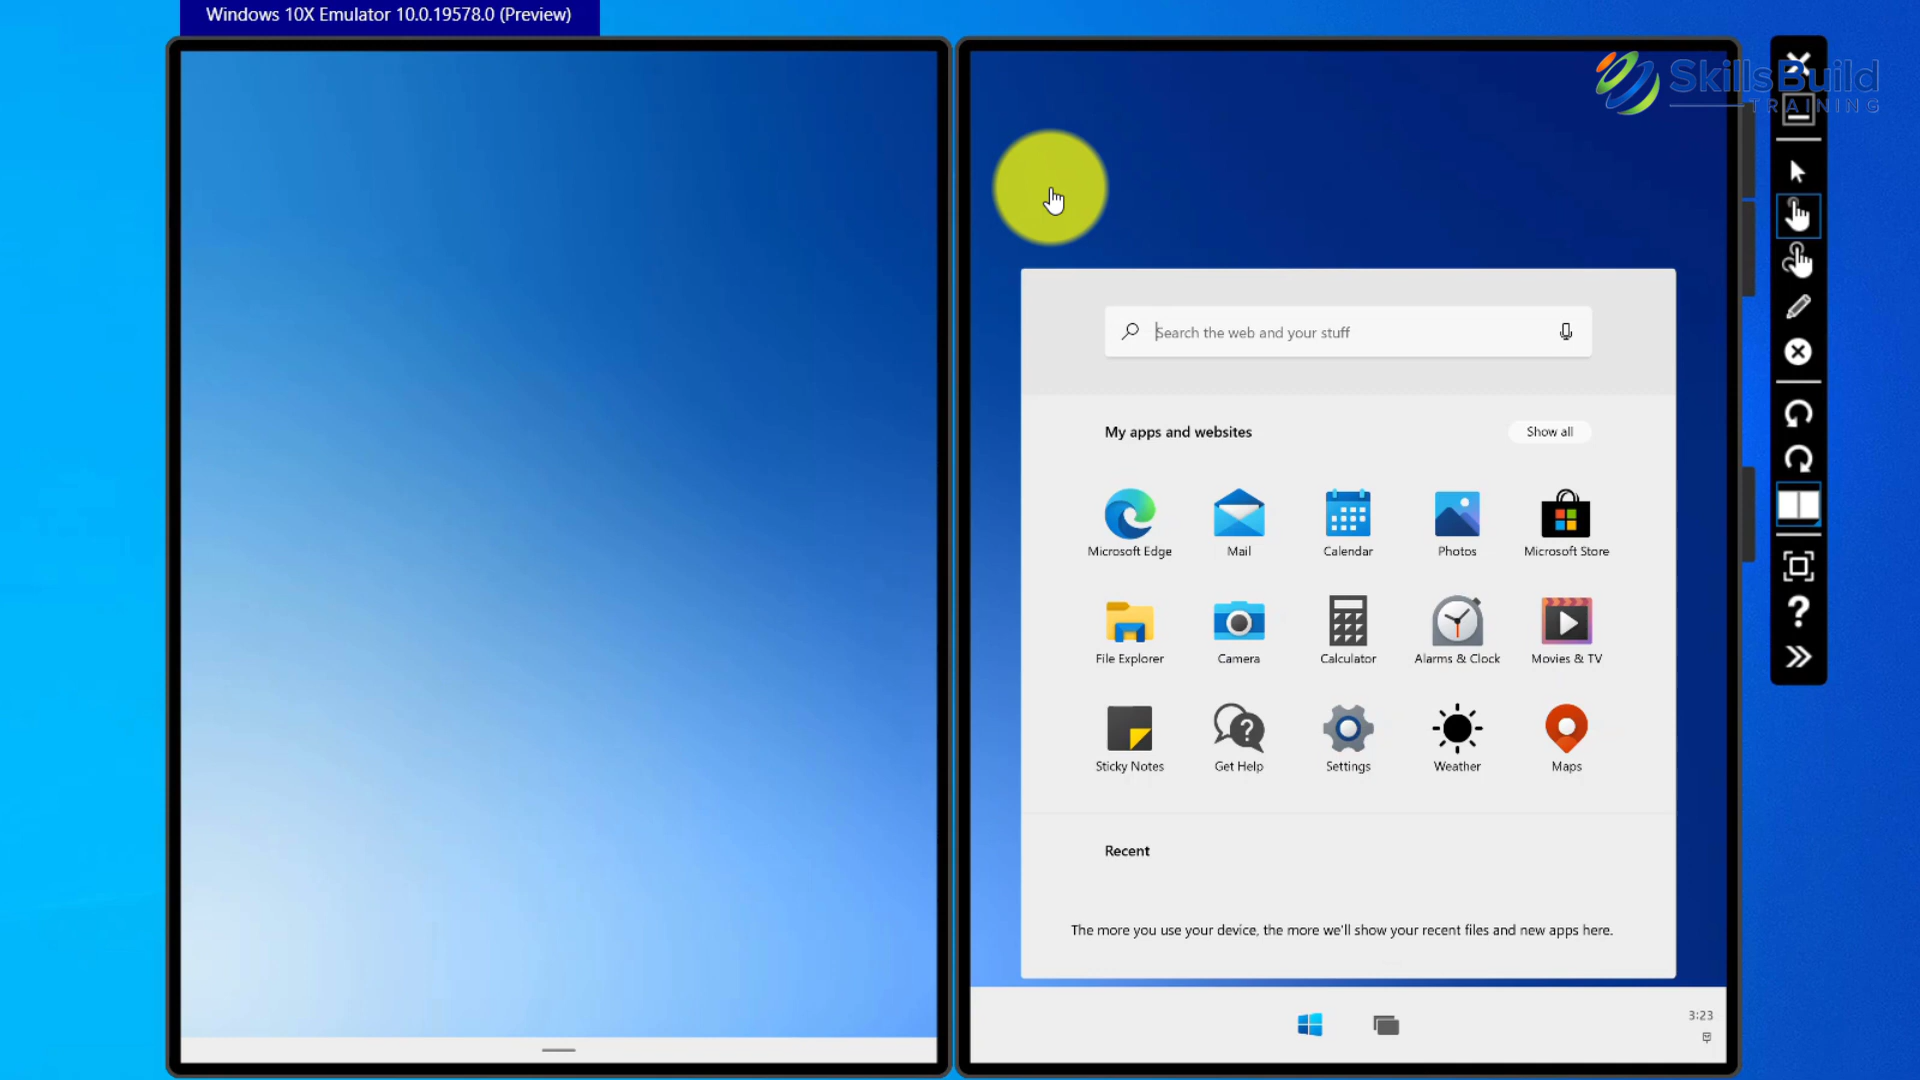 Windows 10X Emulator 10.0.19578.0 (Preview)
SkillsBuild
TRAINING
Search the web and your stuff
My apps and websites
Show all
Microsoft Edge
Mail
Calendar
Photos
Microsoft Store
File Explorer
Camera
Calculator
Alarms & Clock
Movies & TV
Sticky Notes
Get Help
Settings
Weather
Maps
Recent
The more you use your device, the more we'll show your recent files and new apps here.
3:23